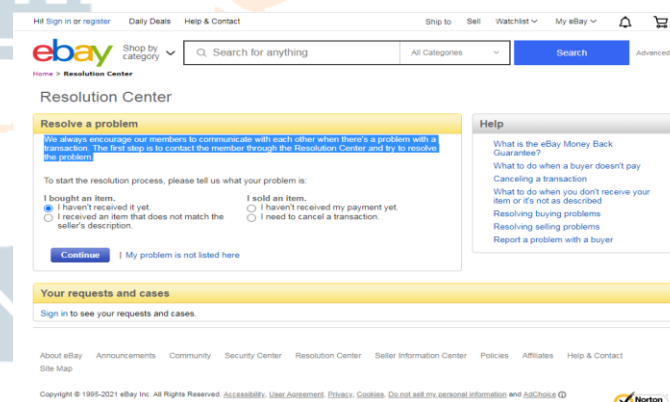 Hi! Sign in or register Daily Deals Help & Contact Ship to Sell Watchlist My eBay
ebay Shop by category Search for anything All Categories Search Advanced
Home > Resolution Center
Resolution Center
Resolve a problem
We always encourage our members to communicate with each other when there's a problem with a
transaction. The first step is to contact the member through the Resolution Center and try to resolve
the problem.
To start the resolution process, please tell us what your problem is:
I bought an item.
I haven't received it yet.
I received an item that does not match the
seller's description.
I sold an item.
I haven't received my payment yet.
I need to cancel a transaction.
Continue | My problem is not listed here
Help
What is the eBay Money Back
Guarantee?
What to do when a buyer doesn't pay
Canceling a transaction
What to do when you don't receive your
item or it's not as described
Resolving buying problems
Resolving selling problems
Report a problem with a buyer
Your requests and cases
Sign in to see your requests and cases.
About eBay Announcements Community Security Center Resolution Center Seller Information Center Policies Affiliates Help & Contact
Site Map
Copyright © 1995-2021 eBay Inc. All Rights Reserved. Accessibility, User Agreement, Privacy, Cookies, Do not sell my personal information and AdChoice
Norton